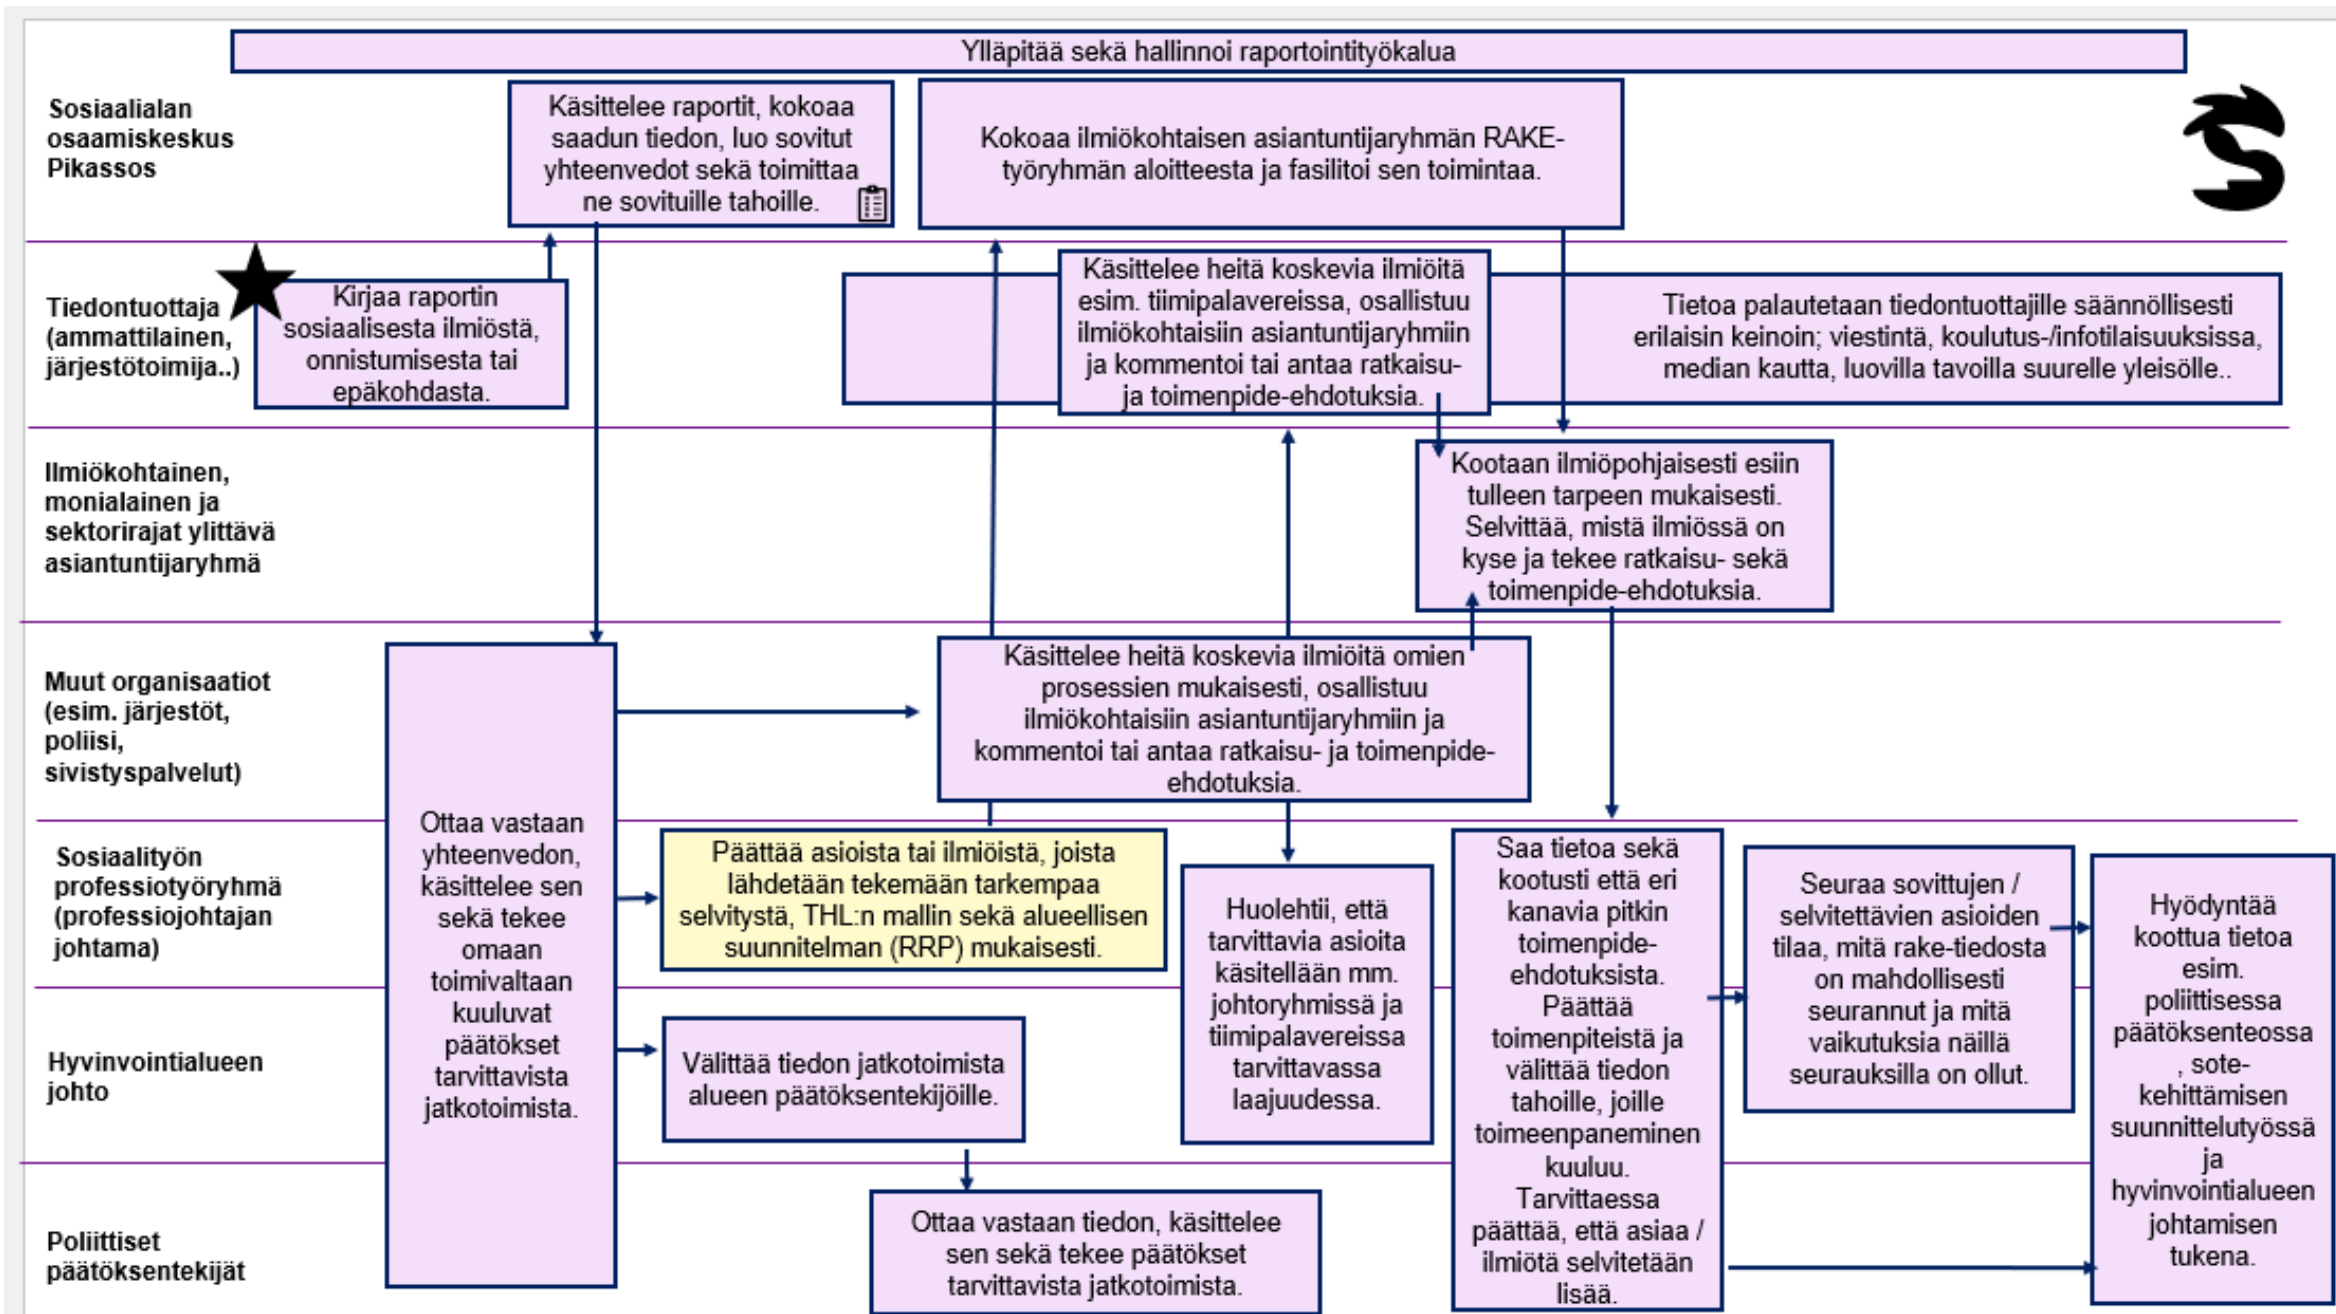 Ylläpitää sekä hallinnoi raportointityökalua
Sosiaalialan
osaamiskeskus
Pikassos
Käsittelee raportit, kokoaa
saadun tiedon, luo sovitut
yhteenvedot sekä toimittaa
ne sovituille tahoille.
Kokoaa ilmiökohtaisen asiantuntijaryhmän RAKE-
työryhmän aloitteesta ja fasilitoi sen toimintaa.
Tiedontuottaja
(ammattilainen,
järjestötoimija..)
Kirjaa raportin
sosiaalisesta ilmiöstä,
onnistumisesta tai
epäkohdasta.
Käsittelee heitä koskevia ilmiöitä
esim. tiimipalavereissa, osallistuu
ilmiökohtaisiin asiantuntijaryhmiin
ja kommentoi tai antaa ratkaisu-
ja toimenpide-ehdotuksia.
Tietoa palautetaan tiedontuottajille säännöllisesti
erilaisin keinoin; viestintä, koulutus-/infotilaisuuksissa,
median kautta, luovilla tavoilla suurelle yleisölle..
Ilmiökohtainen,
monialainen ja
sektorirajat ylittävä
asiantuntijaryhmä
Kootaan ilmiöpohjaisesti esiin
tulleen tarpeen mukaisesti.
Selvittää, mistä ilmiössä on
kyse ja tekee ratkaisu- sekä
toimenpide-ehdotuksia.
Muut organisaatiot
(esim. järjestöt,
poliisi,
sivistyspalvelut)
Käsittelee heitä koskevia ilmiöitä omien
prosessien mukaisesti, osallistuu
ilmiökohtaisiin asiantuntijaryhmiin ja
kommentoi tai antaa ratkaisu- ja toimenpide-
ehdotuksia.
Ottaa vastaan
yhteenvedon,
käsittelee sen
sekä tekee
omaan
toimivaltaan
kuuluvat
päätökset
tarvittavista
jatkotoimista.
Sosiaalityön
professiotyöryhmä
(professiojohtajan
johtama)
Päättää asioista tai ilmiöistä, joista
lähdetään tekemään tarkempaa
selvitystä, THL:n mallin sekä alueellisen
suunnitelman (RRP) mukaisesti.
Huolehtii, että
tarvittavia asioita
käsitellään mm.
johtoryhmissä ja
tiimipalavereissa
tarvittavassa
laajuudessa.
Saa tietoa sekä
kootusti että eri
kanavia pitkin
toimenpide-
ehdotuksista.
Päättää
toimenpiteistä ja
välittää tiedon
tahoille, joille
toimeenpaneminen
kuuluu.
Tarvittaessa
päättää, että asiaa /
ilmiötä selvitetään
lisää.
Seuraa sovittujen /
selvitettävien asioiden
tilaa, mitä rake-tiedosta
on mahdollisesti
seurannut ja mitä
vaikutuksia näillä
seurauksilla on ollut.
Hyödyntää
koottua tietoa
esim.
poliittisessa
päätöksenteossa
, sote-
kehittämisen
suunnittelutyössä
ja
hyvinvointialueen
johtamisen
tukena.
Hyvinvointialueen
johto
Välittää tiedon jatkotoimista
alueen päätöksentekijöille.
Poliittiset
päätöksentekijät
Ottaa vastaan tiedon, käsittelee
sen sekä tekee päätökset
tarvittavista jatkotoimista.